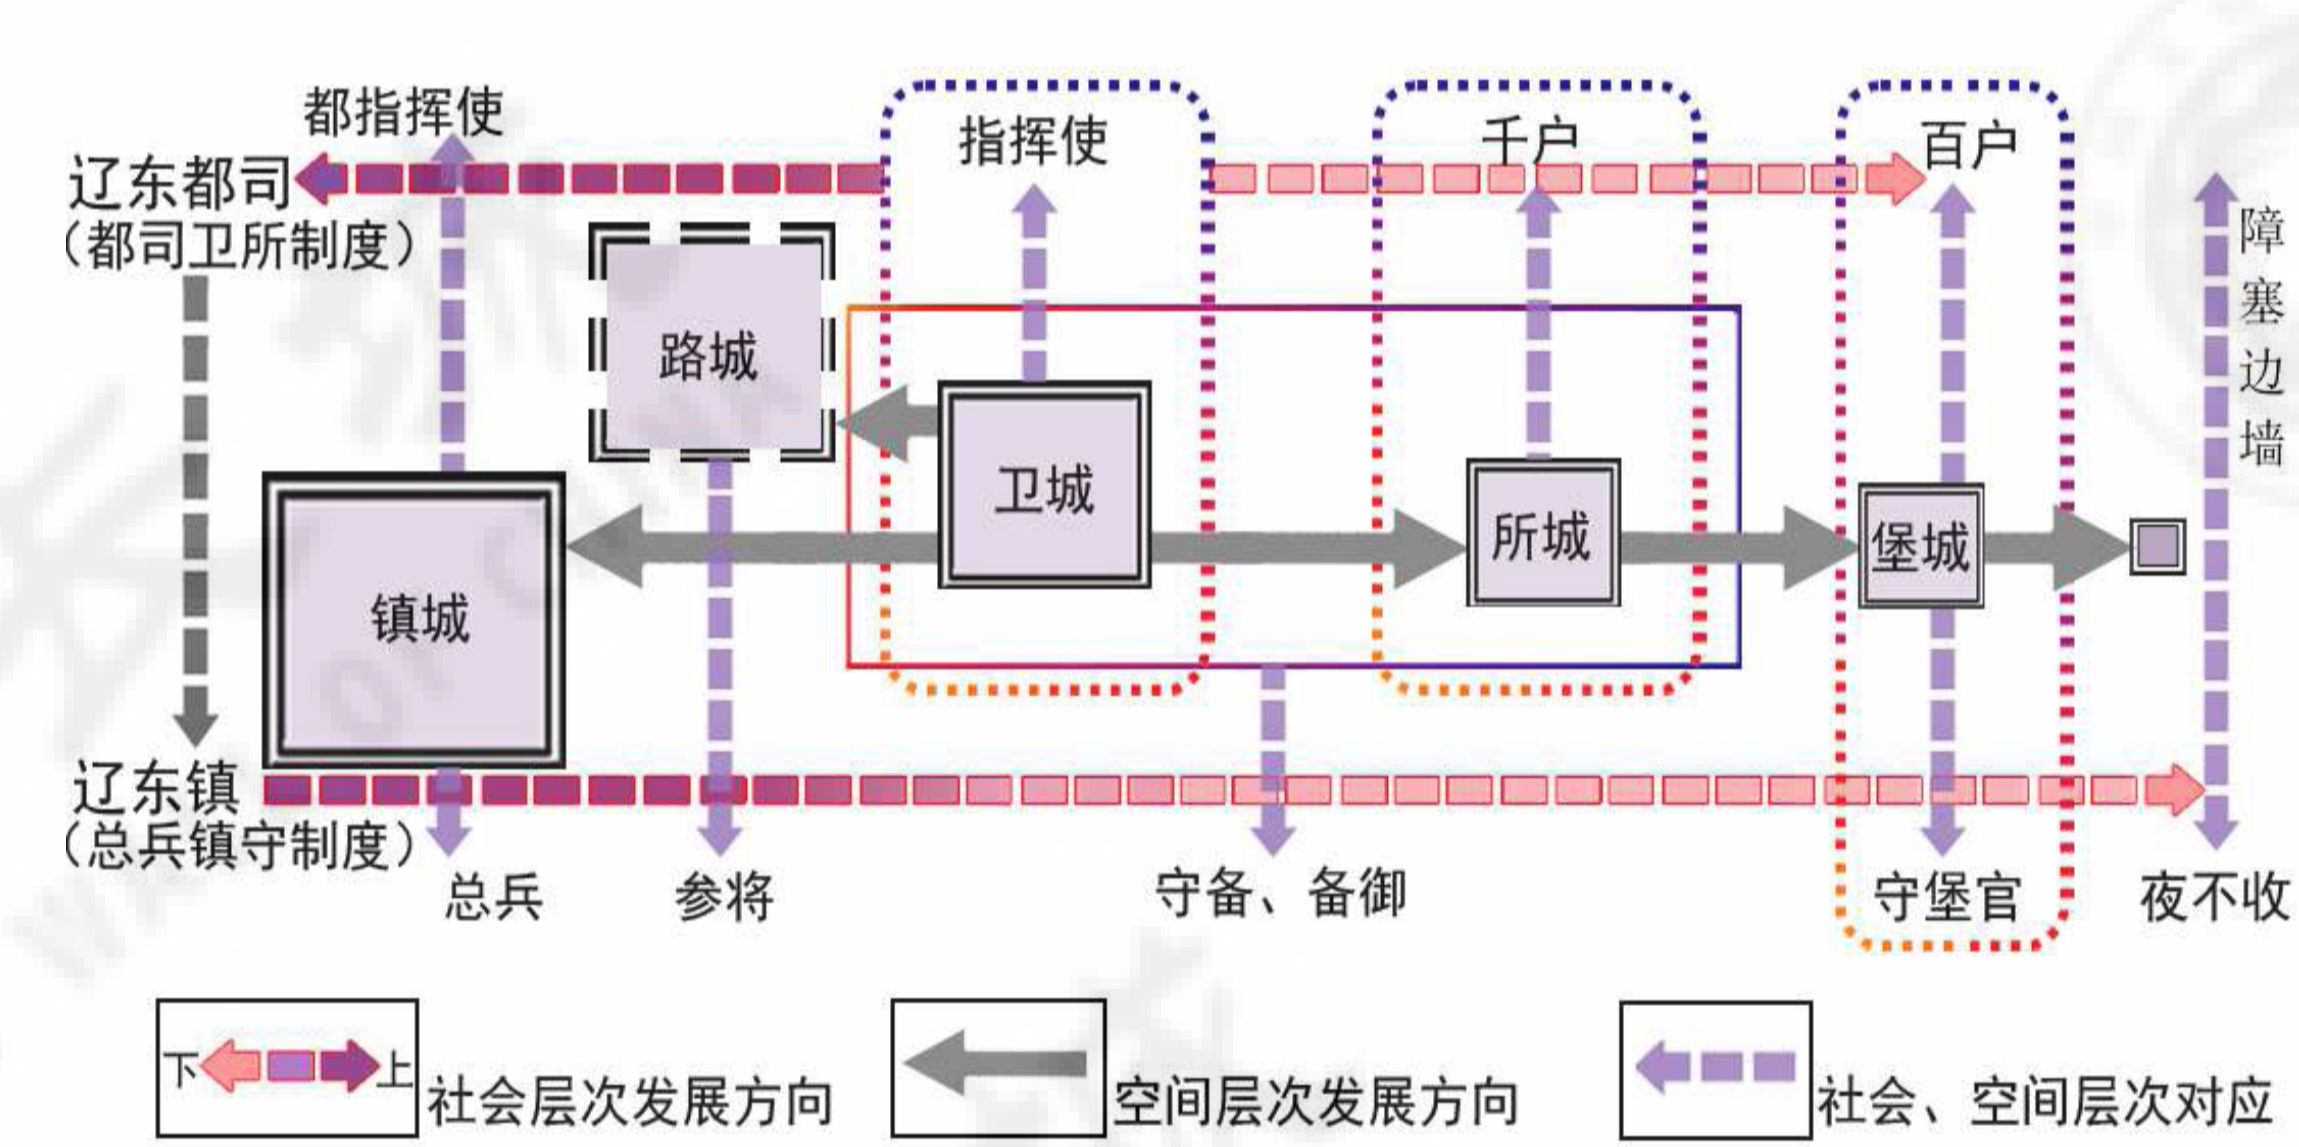 都指挥使
指挥使
千户
百户
辽东都司
（都司卫所制度）
障塞边墙
路城
卫城
所城
堡城
镇城
辽东镇
（总兵镇守制度）
总兵
参将
守备、备御
守堡官
夜不收
下
上
社会层次发展方向
空间层次发展方向
社会、空间层次对应